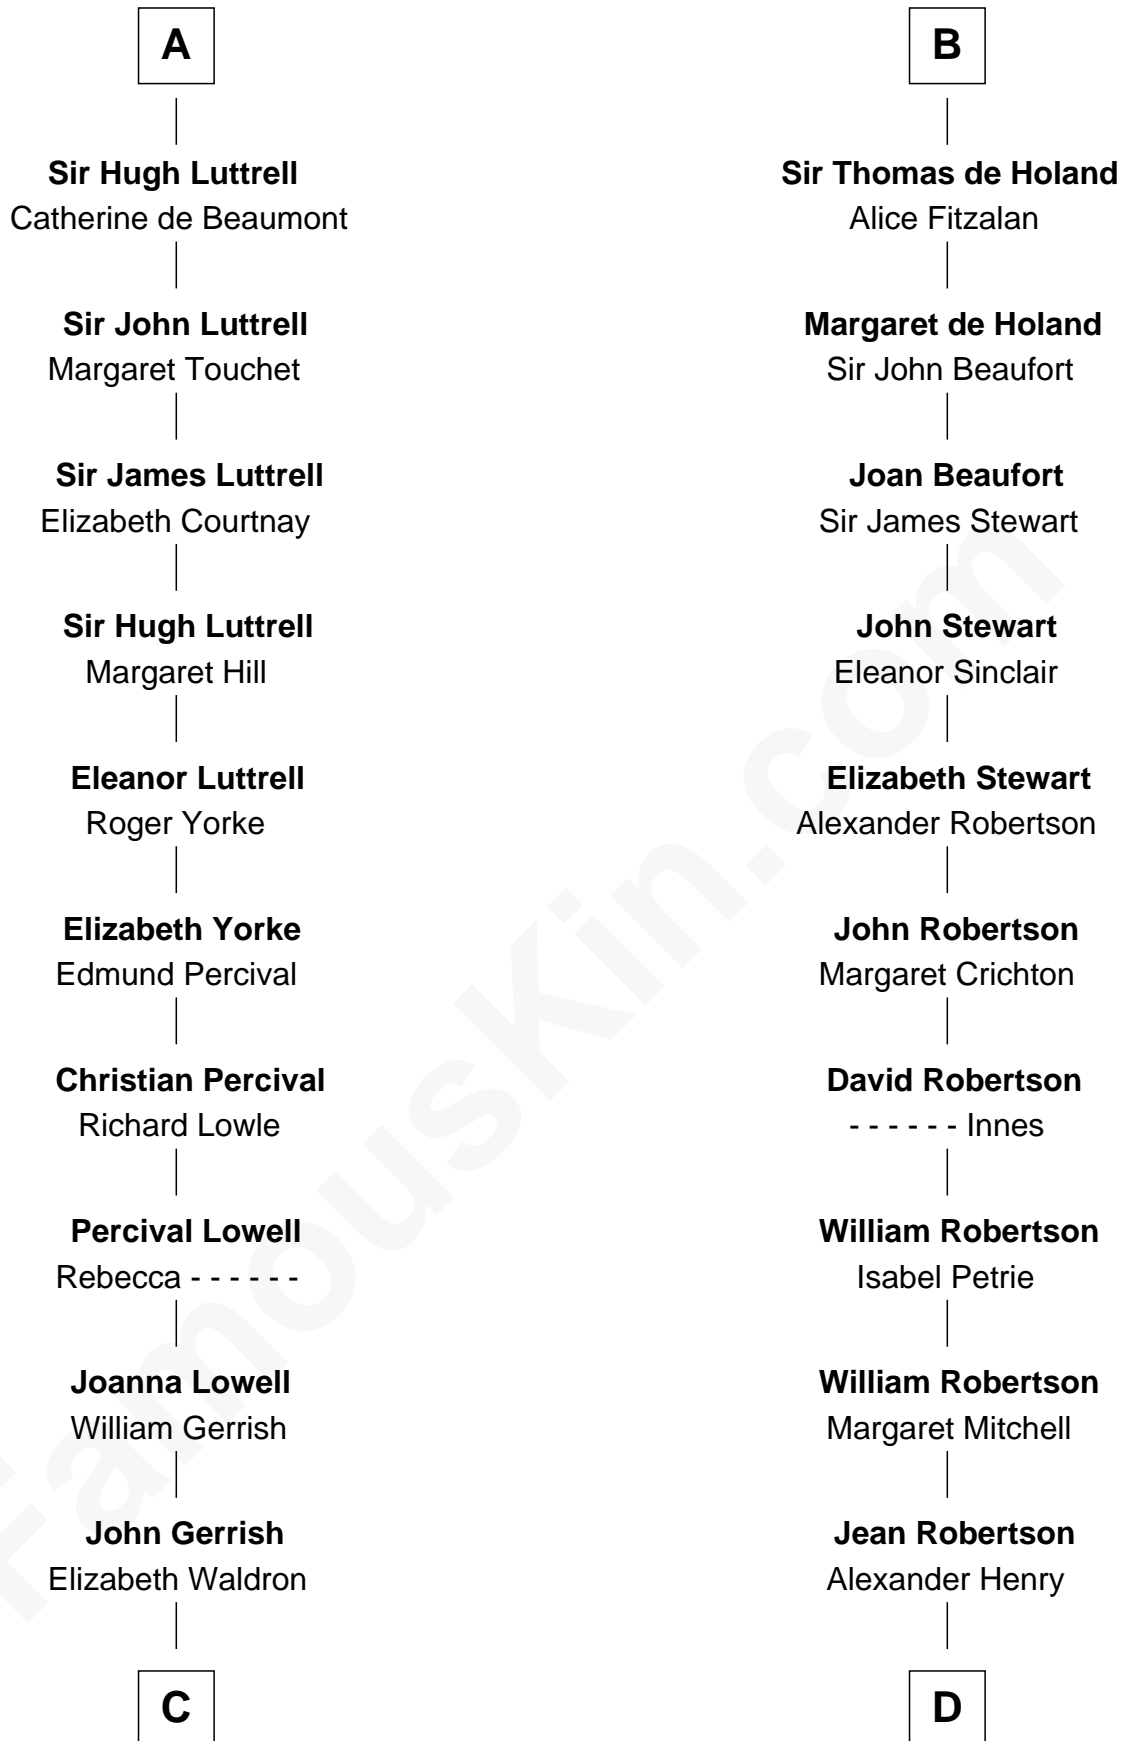 A
Sir Hugh Luttrell
Catherine de Beaumont
Sir John Luttrell
Margaret Touchet
Sir James Luttrell
Elizabeth Courtnay
Sir Hugh Luttrell
Margaret Hill
Eleanor Luttrell
Roger Yorke
Elizabeth Yorke
Edmund Percival
Christian Percival
Richard Lowle
Percival Lowell
Rebecca - - - - - -
Joanna Lowell
William Gerrish
John Gerrish
Elizabeth Waldron
C
B
Sir Thomas de Holand
Alice Fitzalan
Margaret de Holand
Sir John Beaufort
Joan Beaufort
Sir James Stewart
John Stewart
Eleanor Sinclair
Elizabeth Stewart
Alexander Robertson
John Robertson
Margaret Crichton
David Robertson
- - - - - - Innes
William Robertson
Isabel Petrie
William Robertson
Margaret Mitchell
Jean Robertson
Alexander Henry
D
FamousKin.com